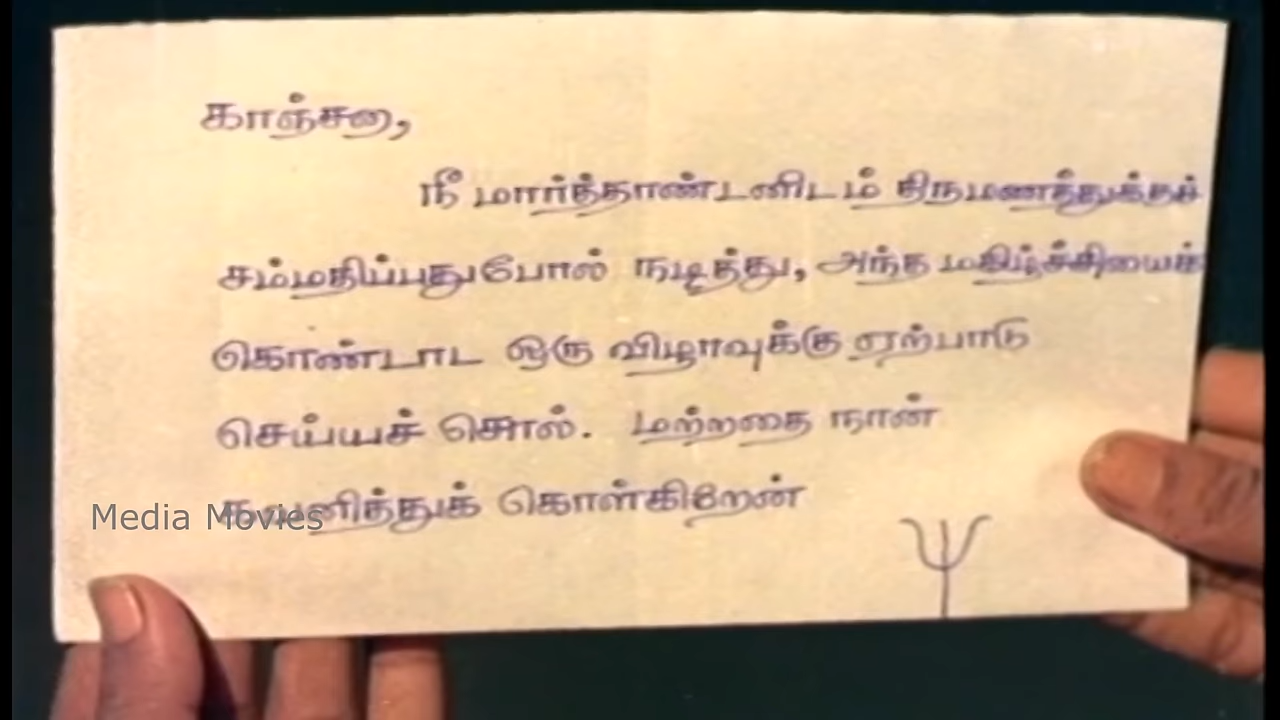 காஞ்சனா,
நீ மார்த்தாண்டனிடம் திருமணத்துக்குச்
சம்மதிப்பதுபோல் நடித்து, அந்த மகிழ்ச்சியைக்
கொண்டாட ஒரு விழாவுக்கு ஏற்பாடு
செய்யச் சொல். மற்றதை நான்
கவனித்துக் கொள்கிறேன்
Media Movies